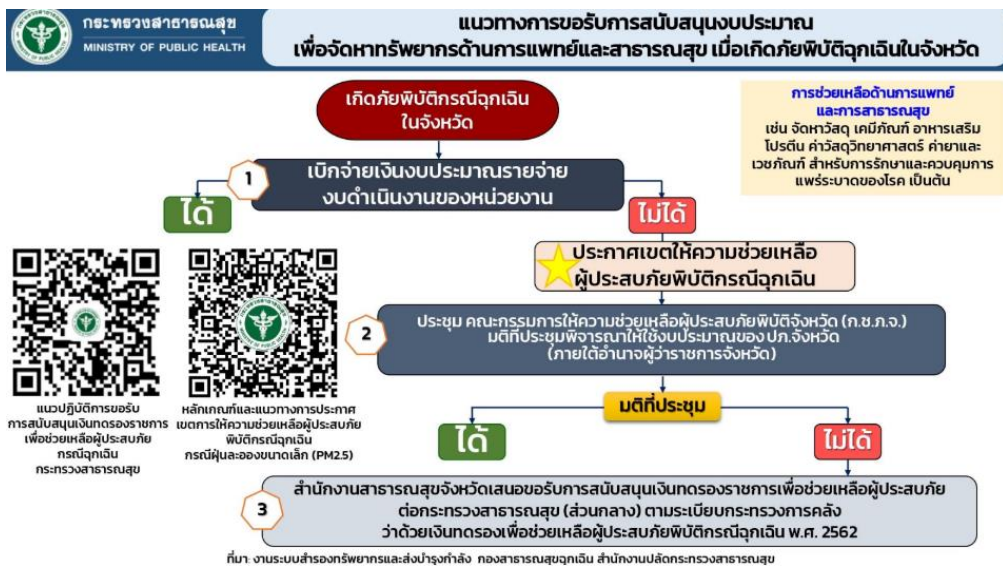 กระทรวงสาธารณสุข
MINISTRY OF PUBLIC HEALTH
แนวทางการขอรับการสนับสนุนงบประมาณ
เพื่อจัดหาทรัพยากรด้านการแพทย์และสาธารณสุข เมื่อเกิดภัยพิบัติฉุกเฉินในจังหวัด
เกิดภัยพิบัติกรณีฉุกเฉิน
ในจังหวัด
การช่วยเหลือด้านการแพทย์
และการสาธารณสุข
เช่น จัดหาวัสดุ เคมีภัณฑ์ อาหารเสริม
โปรตีน ค่าวัสดุวิทยาศาสตร์ ค่ายาและ
เวชภัณฑ์ สำหรับการรักษาและควบคุมการ
แพร่ระบาดของโรค เป็นต้น
1
เบิกจ่ายเงินงบประมาณรายจ่าย
งบดำเนินงานของหน่วยงาน
ได้
ไม่ได้
ประกาศเขตให้ความช่วยเหลือ
ผู้ประสบภัยพิบัติกรณีฉุกเฉิน
2
ประชุม คณะกรรมการให้ความช่วยเหลือผู้ประสบภัยพิบัติจังหวัด (ก.ช.ภ.จ.)
มติที่ประชุมพิจารณาให้ใช้งบประมาณของ ปภ.จังหวัด
(ภายใต้อำนาจผู้ว่าราชการจังหวัด)
แนวปฏิบัติการขอรับ
การสนับสนุนเงินทดรองราชการ
เพื่อช่วยเหลือผู้ประสบภัย
กรณีฉุกเฉิน
กระทรวงสาธารณสุข
หลักเกณฑ์และแนวทางการประกาศ
เขตการให้ความช่วยเหลือผู้ประสบภัย
พิบัติกรณีฉุกเฉิน
กรณีฝุ่นละอองขนาดเล็ก (PM2.5)
มติที่ประชุม
ได้
ไม่ได้
3
สำนักงานสาธารณสุขจังหวัดเสนอขอรับการสนับสนุนเงินทดรองราชการเพื่อช่วยเหลือผู้ประสบภัย
ต่อกระทรวงสาธารณสุข (ส่วนกลาง) ตามระเบียบกระทรวงการคลัง
ว่าด้วยเงินทดรองเพื่อช่วยเหลือผู้ประสบภัยพิบัติกรณีฉุกเฉิน พ.ศ. 2562
ที่มา: งานระบบสำรองทรัพยากรและส่งบำรุงกำลัง กองสาธารณสุขฉุกเฉิน สำนักงานปลัดกระทรวงสาธารณสุข